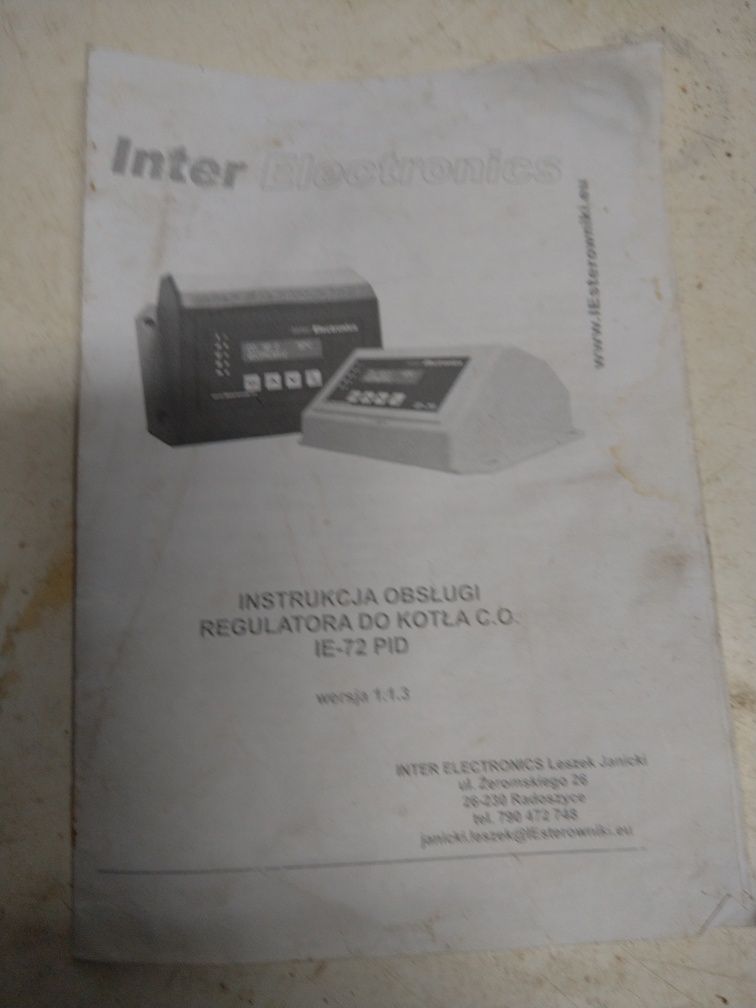 Inter Electronics
www.IEsterowniki.eu
Electronics
INSTRUKCJA OBSŁUGI
REGULATORA DO KOTŁA C.O.
IE-72 PID
wersja 1.1.3
INTER ELECTRONICS Leszek Janicki
ul. Żeromskiego 26
26-230 Radoszyce
tel. 790 472 748
janicki.leszek@IEsterowniki.eu